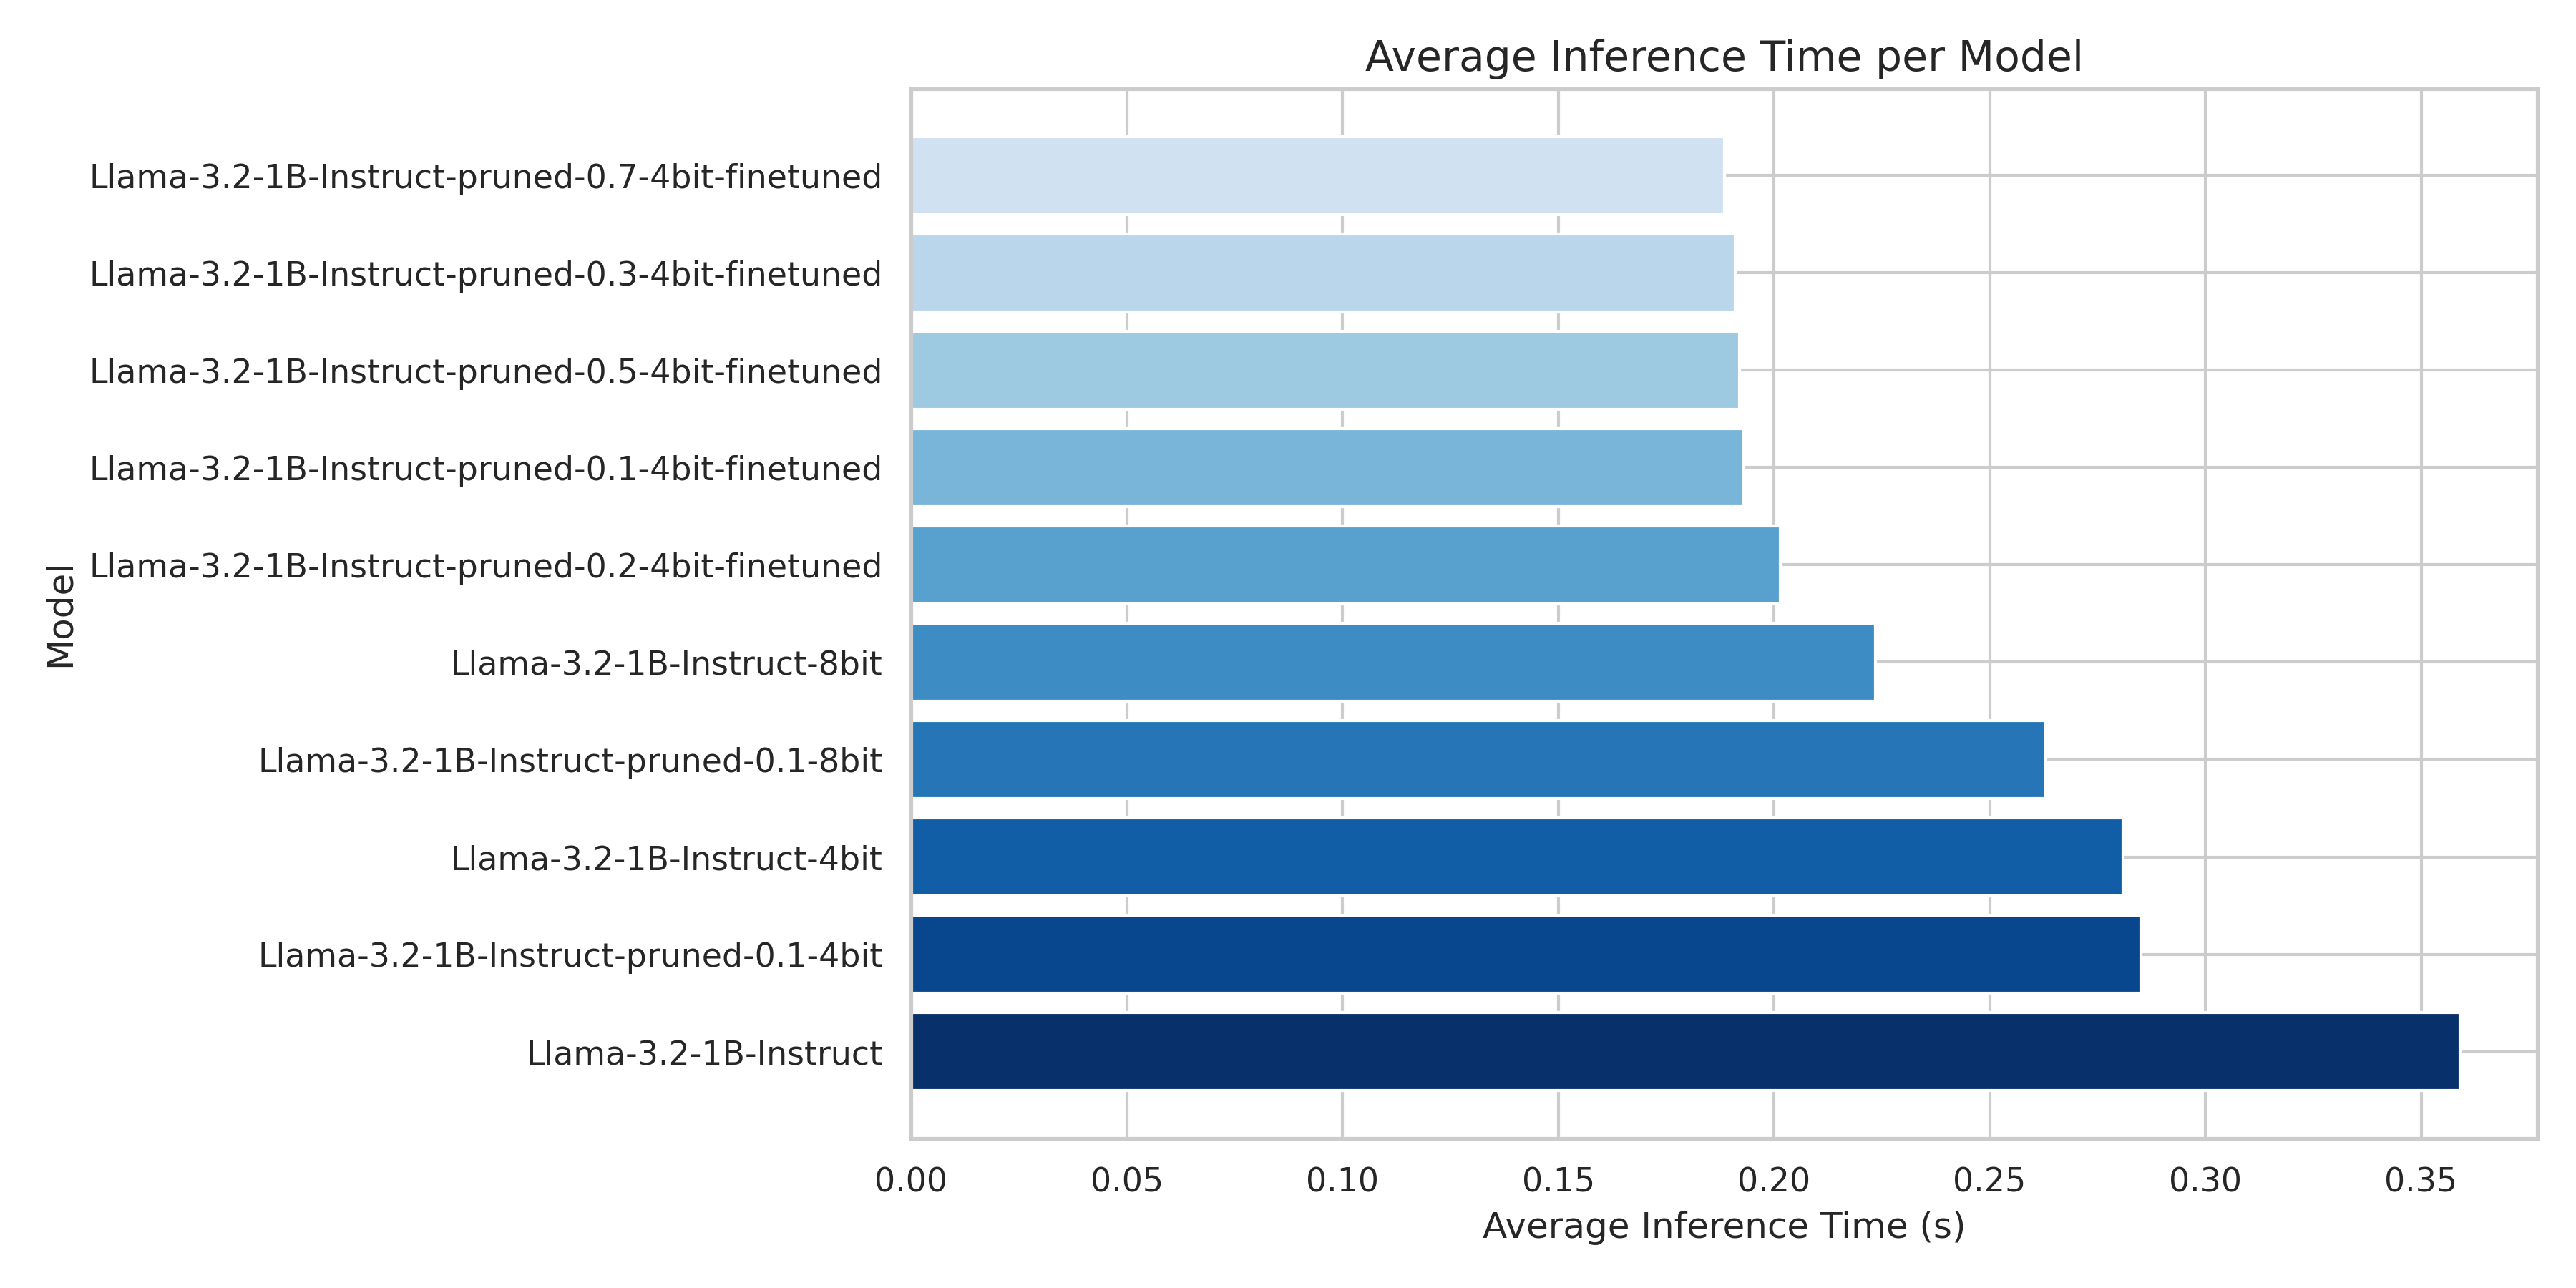 Average Inference Time per Model
Llama-3.2-1B-Instruct-pruned-0.7-4bit-finetuned
Llama-3.2-1B-Instruct-pruned-0.3-4bit-finetuned
Llama-3.2-1B-Instruct-pruned-0.5-4bit-finetuned
Llama-3.2-1B-Instruct-pruned-0.1-4bit-finetuned
Llama-3.2-1B-Instruct-pruned-0.2-4bit-finetuned
Llama-3.2-1B-Instruct-8bit
Llama-3.2-1B-Instruct-pruned-0.1-8bit
Llama-3.2-1B-Instruct-4bit
Llama-3.2-1B-Instruct-pruned-0.1-4bit
Llama-3.2-1B-Instruct
Model
0.00 0.05 0.10 0.15 0.20 0.25 0.30 0.35
Average Inference Time (s)